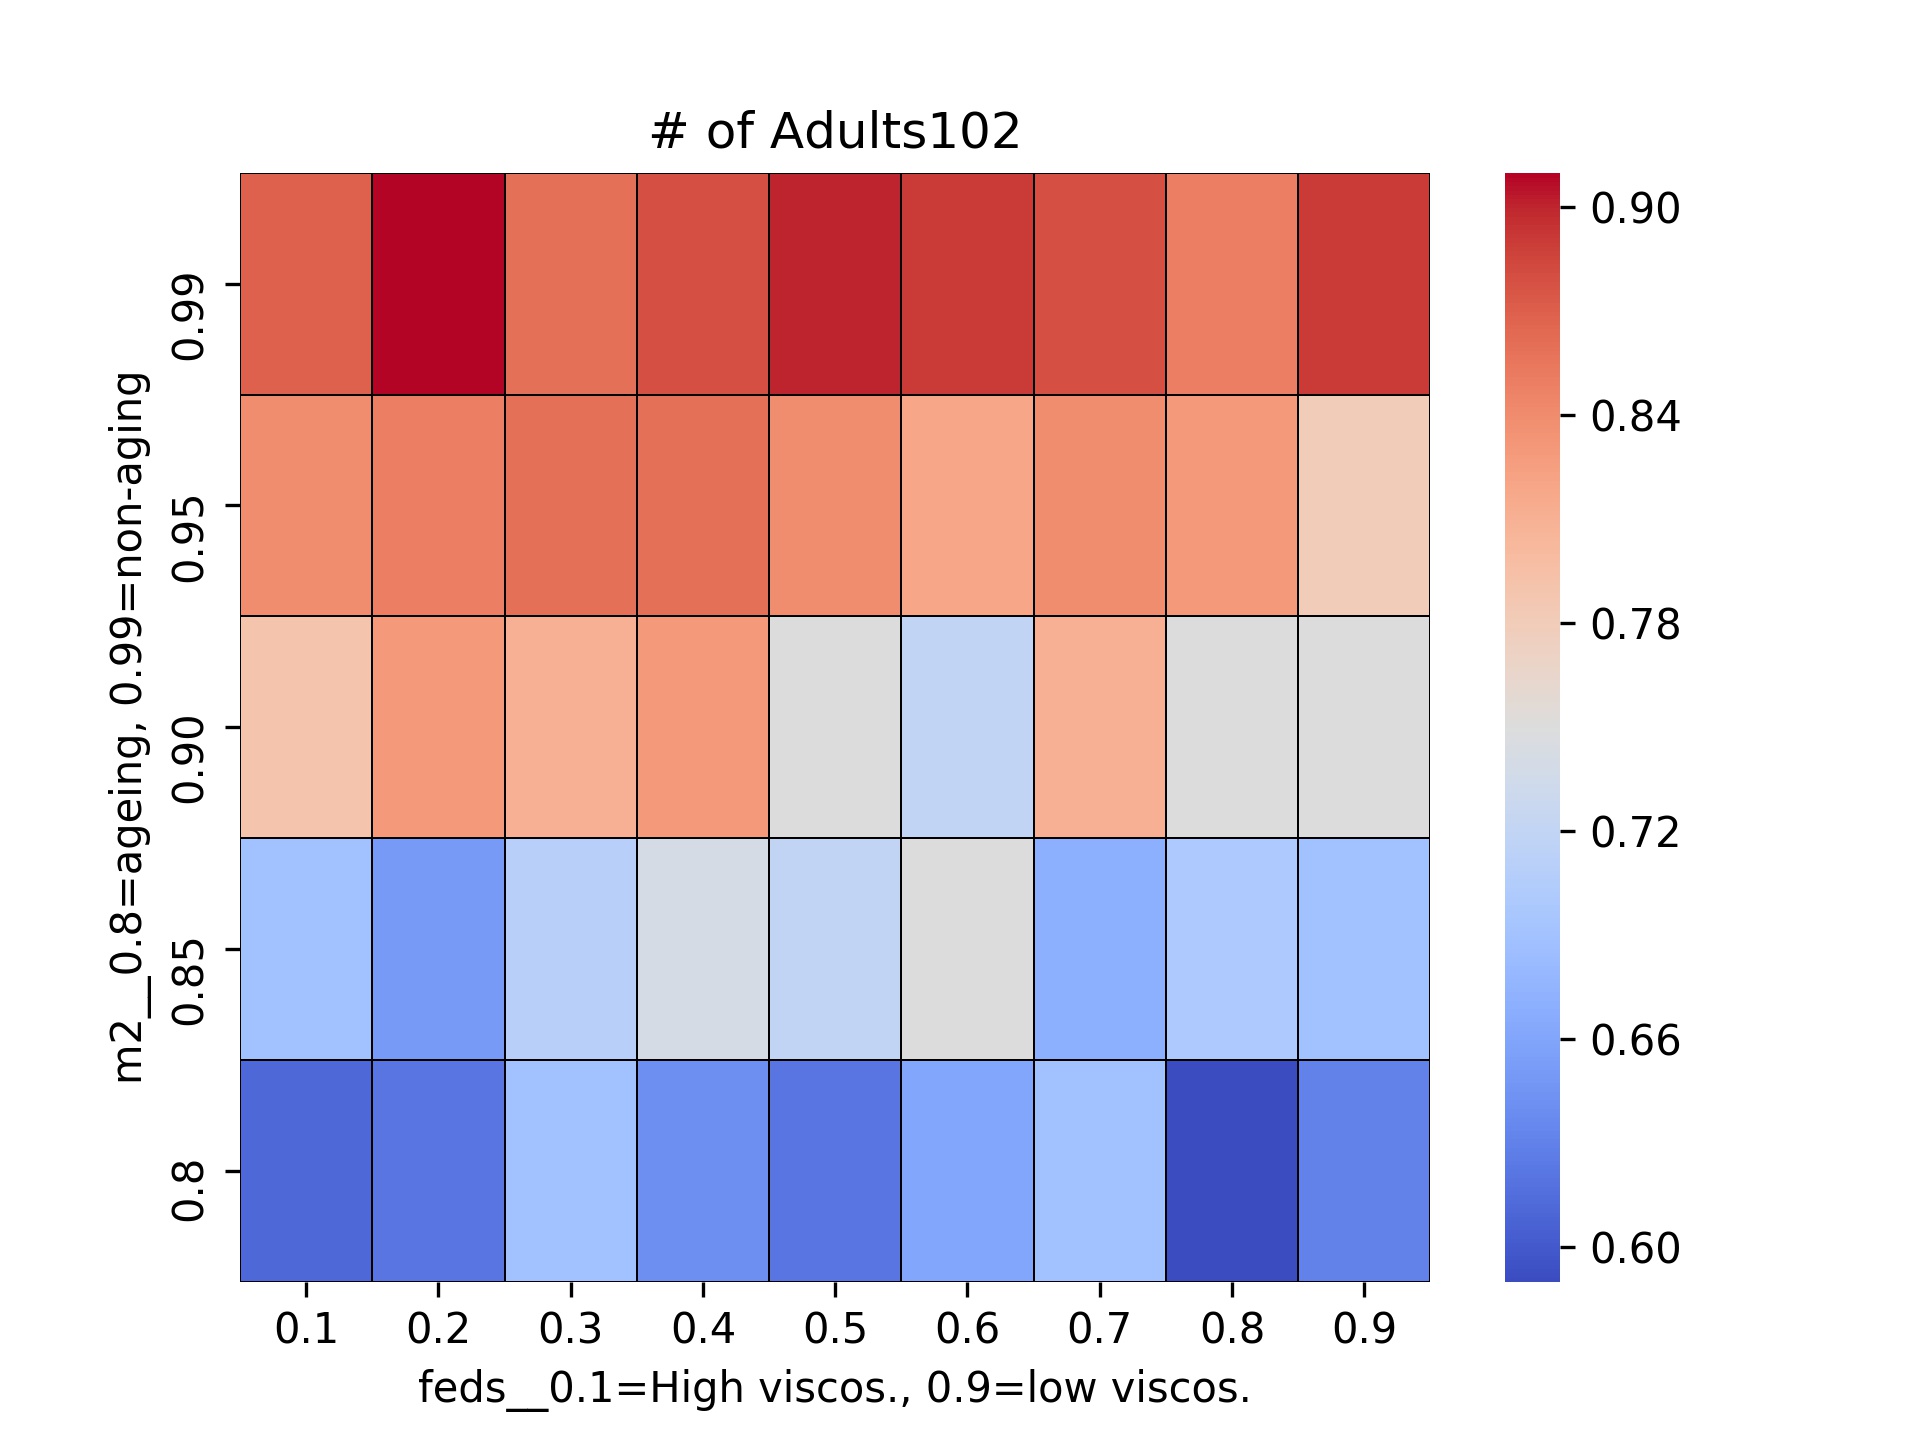 # of Adults102
m2__0.8=ageing, 0.99=non-aging
0.99
0.95
0.90
0.85
0.8
0.1 0.2 0.3 0.4 0.5 0.6 0.7 0.8 0.9
feds__0.1=High viscos., 0.9=low viscos.
0.90
0.84
0.78
0.72
0.66
0.60